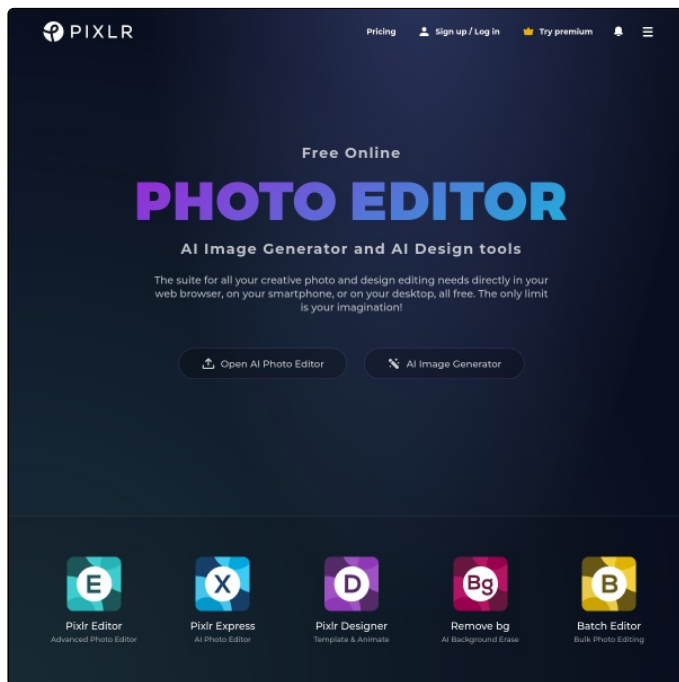 PIXLR
Pricing Sign up / Log in Try premium
Free Online
PHOTO EDITOR
AI Image Generator and AI Design tools
The suite for all your creative photo and design editing needs directly in your
web browser, on your smartphone, or on your desktop, all free. The only limit
is your imagination!
Open AI Photo Editor AI Image Generator
E X D Bg B
Pixlr Editor Pixlr Express Pixlr Designer Remove bg Batch Editor
Advanced Photo Editor AI Photo Editor Template & Animate AI Background Erase Bulk Photo Editing